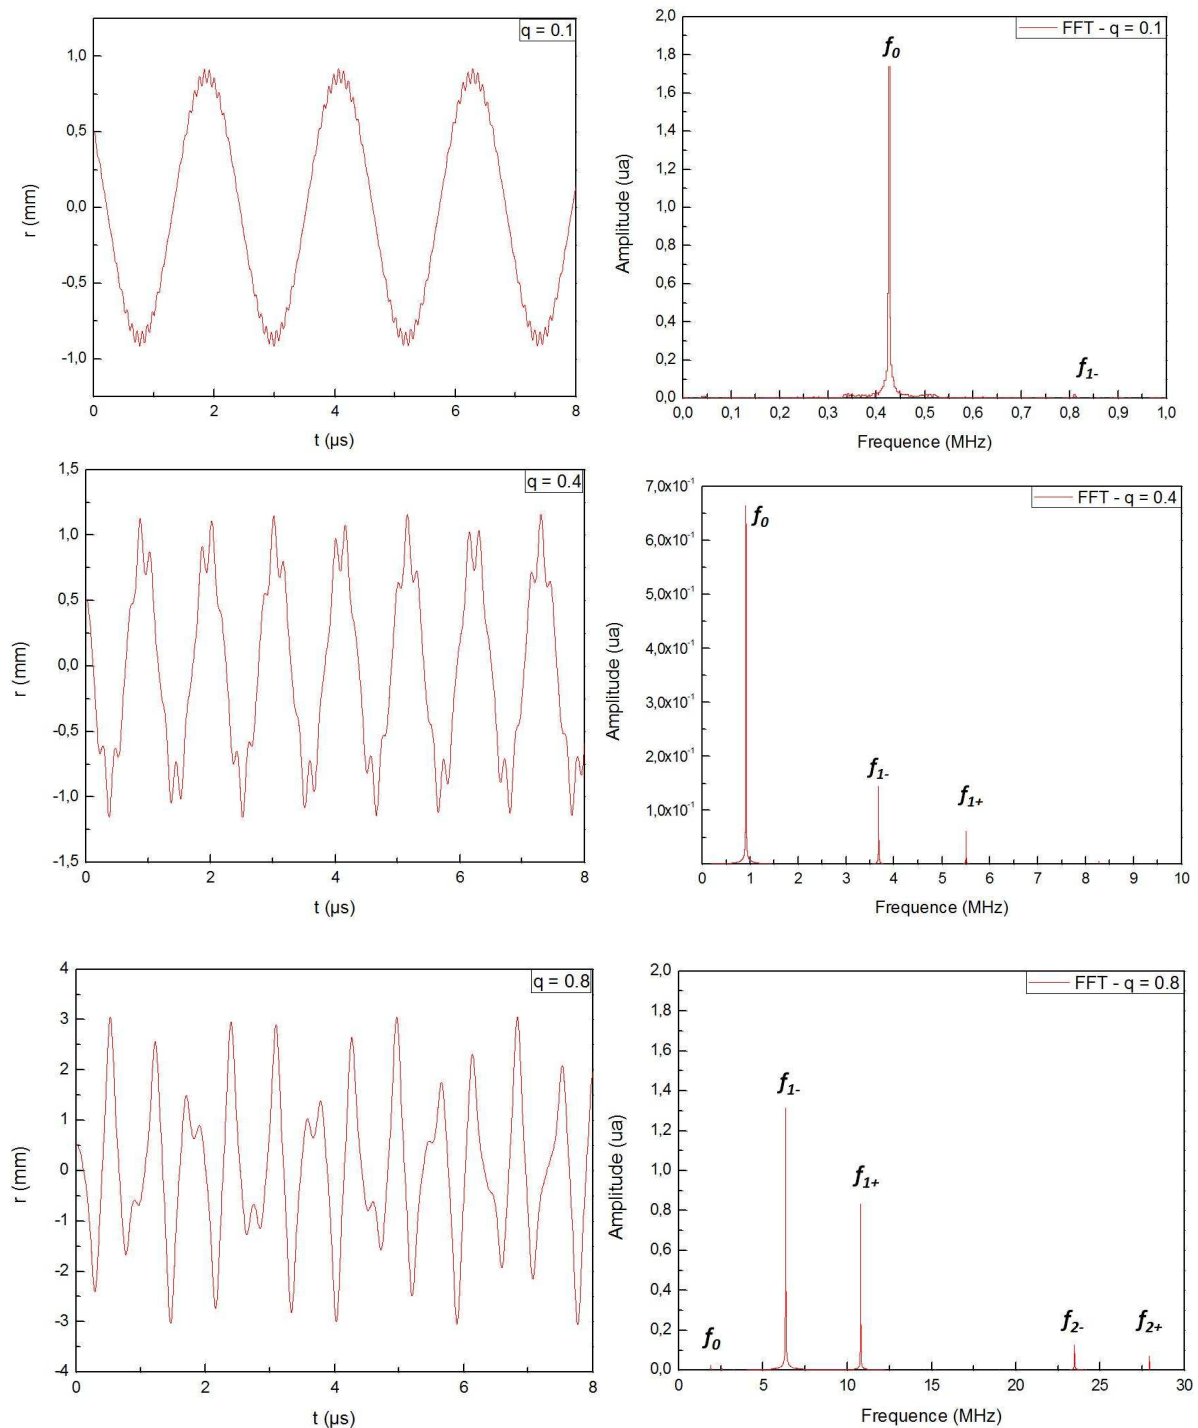 q = 0.1
1,0
0,5
0,0
-0,5
-1,0
r (mm)
0 2 4 6 8
t (µs)
FFT - q = 0.1
f0
f1-
2,0
1,8
1,6
1,4
1,2
1,0
0,8
0,6
0,4
0,2
0,0
Amplitude (ua)
0,0 0,1 0,2 0,3 0,4 0,5 0,6 0,7 0,8 0,9 1,0
Frequence (MHz)
q = 0.4
1,5
1,0
0,5
0,0
-0,5
-1,0
-1,5
r (mm)
0 2 4 6 8
t (µs)
FFT - q = 0.4
f0
f1-
f1+
7,0x10-1
6,0x10-1
5,0x10-1
4,0x10-1
3,0x10-1
2,0x10-1
1,0x10-1
Amplitude (ua)
0 1 2 3 4 5 6 7 8 9 10
Frequence (MHz)
q = 0.8
4
3
2
1
0
-1
-2
-3
-4
r (mm)
0 2 4 6 8
t (µs)
FFT - q = 0.8
f1-
f1+
f0
f2-
f2+
2,0
1,8
1,6
1,4
1,2
1,0
0,8
0,6
0,4
0,2
0,0
Amplitude (ua)
0 5 10 15 20 25 30
Frequence (MHz)